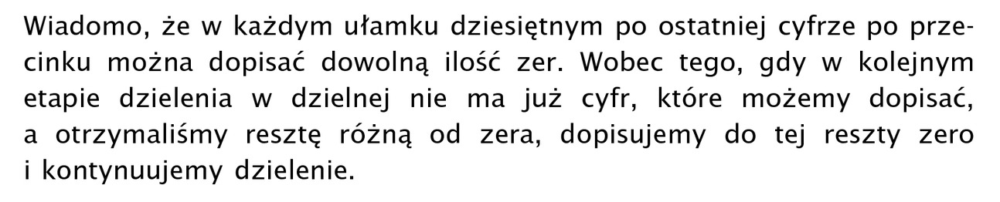 Wiadomo, że w każdym ułamku dziesiętnym po ostatniej cyfrze po prze-
cinku można dopisać dowolną ilość zer. Wobec tego, gdy w kolejnym
etapie dzielenia w dzielnej nie ma już cyfr, które możemy dopisać,
a otrzymaliśmy resztę różną od zera, dopisujemy do tej reszty zero
i kontynuujemy dzielenie.